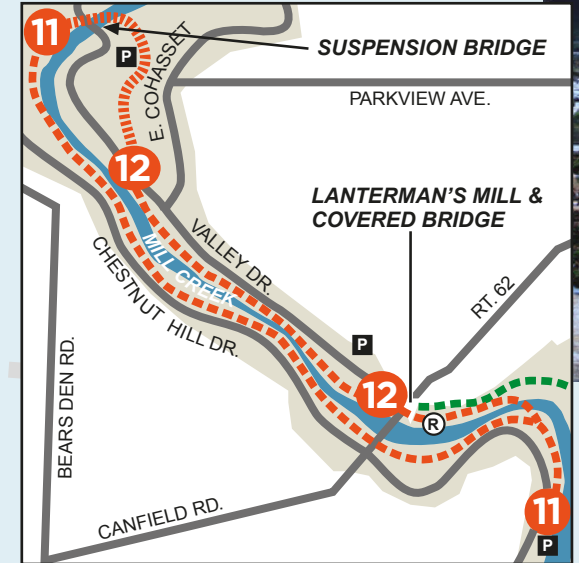 11
SUSPENSION BRIDGE
P
E. COHASSET
PARKVIEW AVE.
12
LANTERMAN'S MILL &
COVERED BRIDGE
VALLEY DR.
MILL CREEK
CHESTNUT HILL DR.
RT. 62
BEARS DEN RD.
P
12
R
CANFIELD RD.
11
P